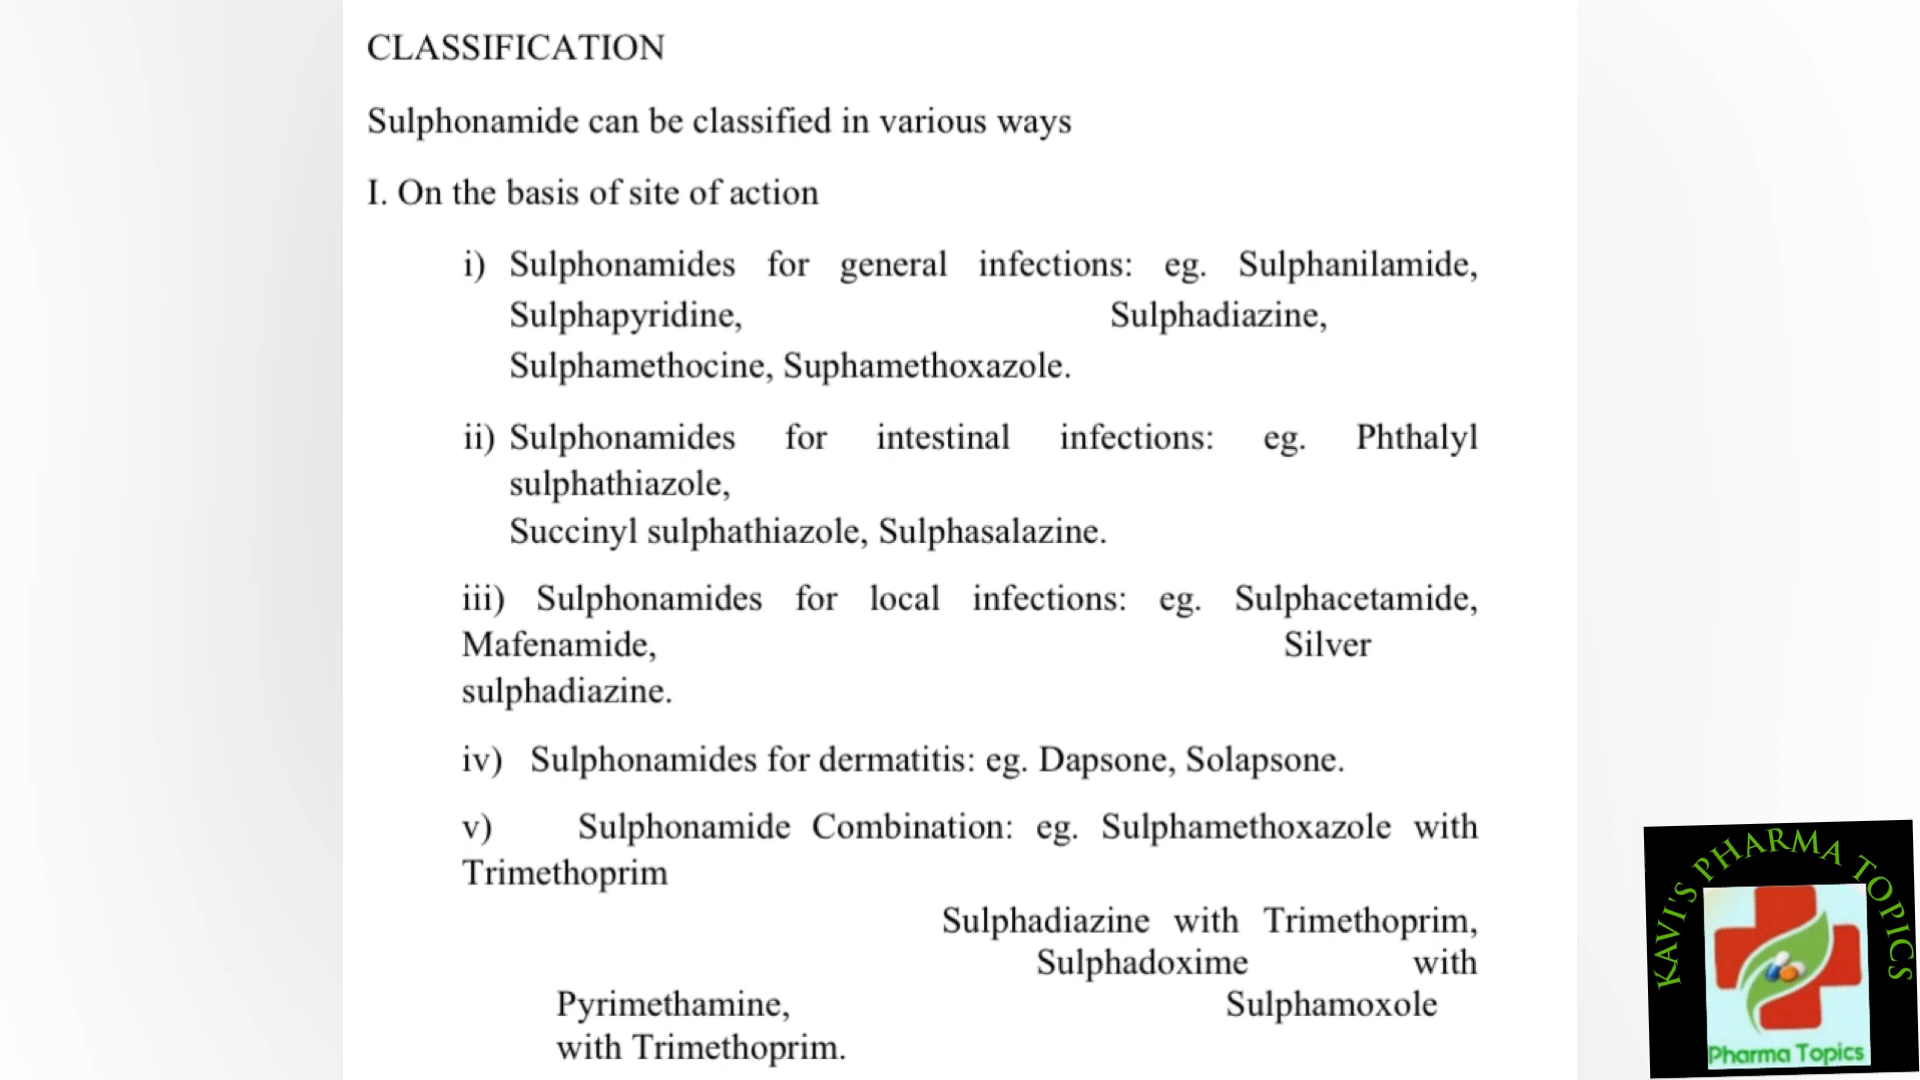 CLASSIFICATION
Sulphonamide can be classified in various ways
I. On the basis of site of action
i) Sulphonamides for general infections: eg. Sulphanilamide,
Sulphapyridine, Sulphadiazine,
Sulphamethocine, Suphamethoxazole.
ii) Sulphonamides for intestinal infections: eg. Phthalyl
sulphathiazole,
Succinyl sulphathiazole, Sulphasalazine.
iii) Sulphonamides for local infections: eg. Sulphacetamide,
Mafenamide, Silver
sulphadiazine.
iv) Sulphonamides for dermatitis: eg. Dapsone, Solapsone.
v) Sulphonamide Combination: eg. Sulphamethoxazole with
Trimethoprim
Sulphadiazine with Trimethoprim,
Sulphadoxime with
Pyrimethamine, Sulphamoxole
with Trimethoprim.
KAVI'S PHARMA TOPICS
Pharma Topics